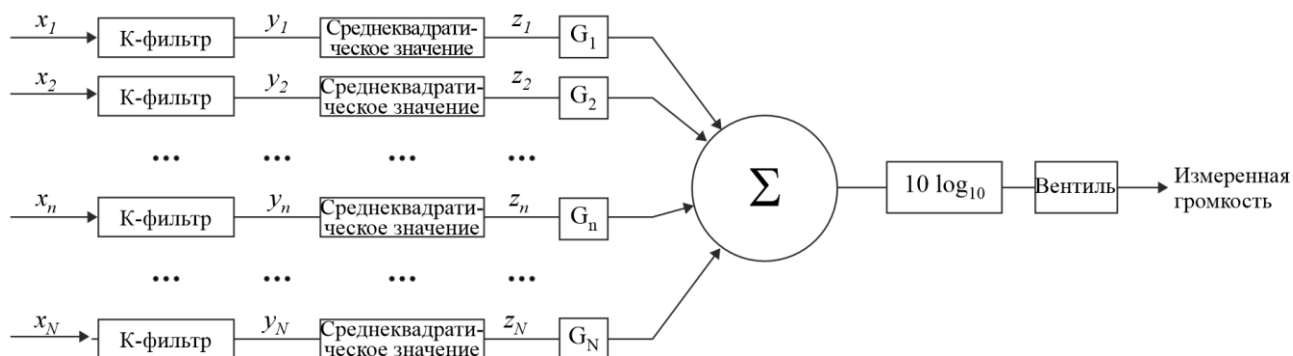 x1 К-фильтр y1 Среднеквадрати-
ческое значение z1 G1
x2 К-фильтр y2 Среднеквадрати-
ческое значение z2 G2
... ... ... ...
xn К-фильтр yn Среднеквадрати-
ческое значение zn Gn
... ... ... ...
xN К-фильтр yN Среднеквадрати-
ческое значение zN GN
Σ
10 log10
Вентиль
Измеренная
громкость